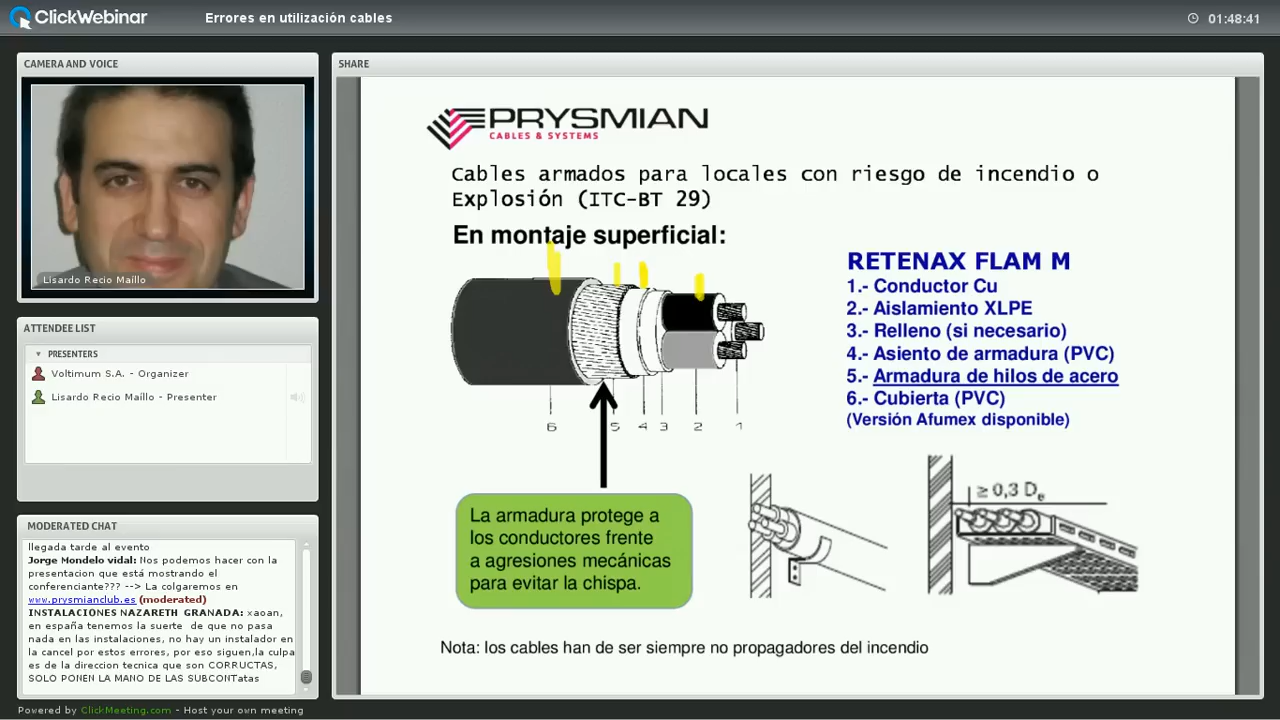 ClickWebinar
Errores en utilización cables
01:48:41
CAMERA AND VOICE
Lisardo Recio Maíllo
ATTENDEE LIST
PRESENTERS
Voltimum S.A. - Organizer
Lisardo Recio Maíllo - Presenter
MODERATED CHAT
llegada tarde al evento
Jorge Mondelo vidal: Nos podemos hacer con la
presentacion que está mostrando el
conferenciante??? --> La colgaremos en
www.prysmianclub.es (moderated)
INSTALACIONES NAZARETH GRANADA: xaoan,
en españa tenemos la suerte de que no pasa
nada en las instalaciones, no hay un instalador en
la cancel por estos errores, por eso siguen,la culpa
es de la direccion tecnica que son CORRUCTAS,
SOLO PONEN LA MANO DE LAS SUBCONTatas
SHARE
PRYSMIAN
CABLES & SYSTEMS
Cables armados para locales con riesgo de incendio o
Explosión (ITC-BT 29)
En montaje superficial:
6 5 4 3 2 1
RETENAX FLAM M
1.- Conductor Cu
2.- Aislamiento XLPE
3.- Relleno (si necesario)
4.- Asiento de armadura (PVC)
5.- Armadura de hilos de acero
6.- Cubierta (PVC)
(Versión Afumex disponible)
≥ 0,3 De
La armadura protege a
los conductores frente
a agresiones mecánicas
para evitar la chispa.
Nota: los cables han de ser siempre no propagadores del incendio
Powered by ClickMeeting.com - Host your own meeting